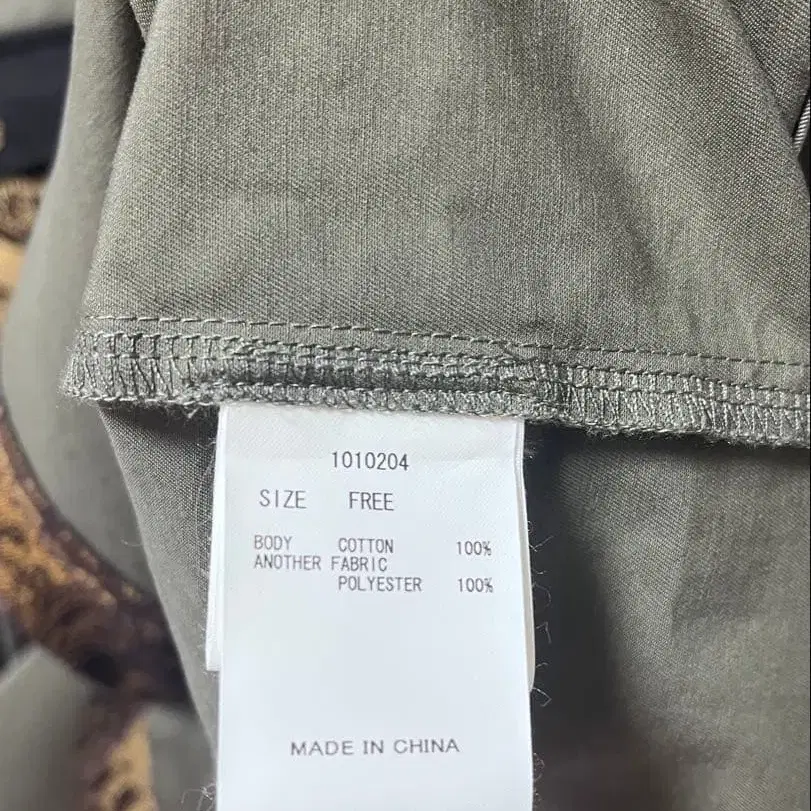 1010204
SIZE FREE
BODY COTTON 100%
ANOTHER FABRIC
POLYESTER 100%
MADE IN CHINA